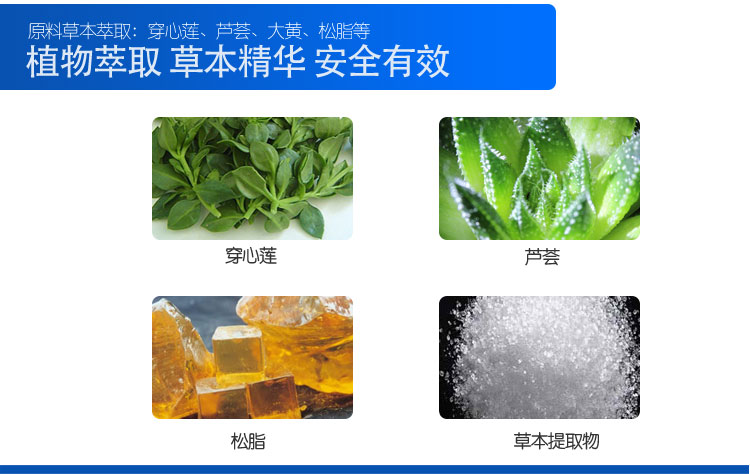 原料草本萃取：穿心莲、芦荟、大黄、松脂等
植物萃取 草本精华 安全有效
穿心莲
芦荟
松脂
草本提取物